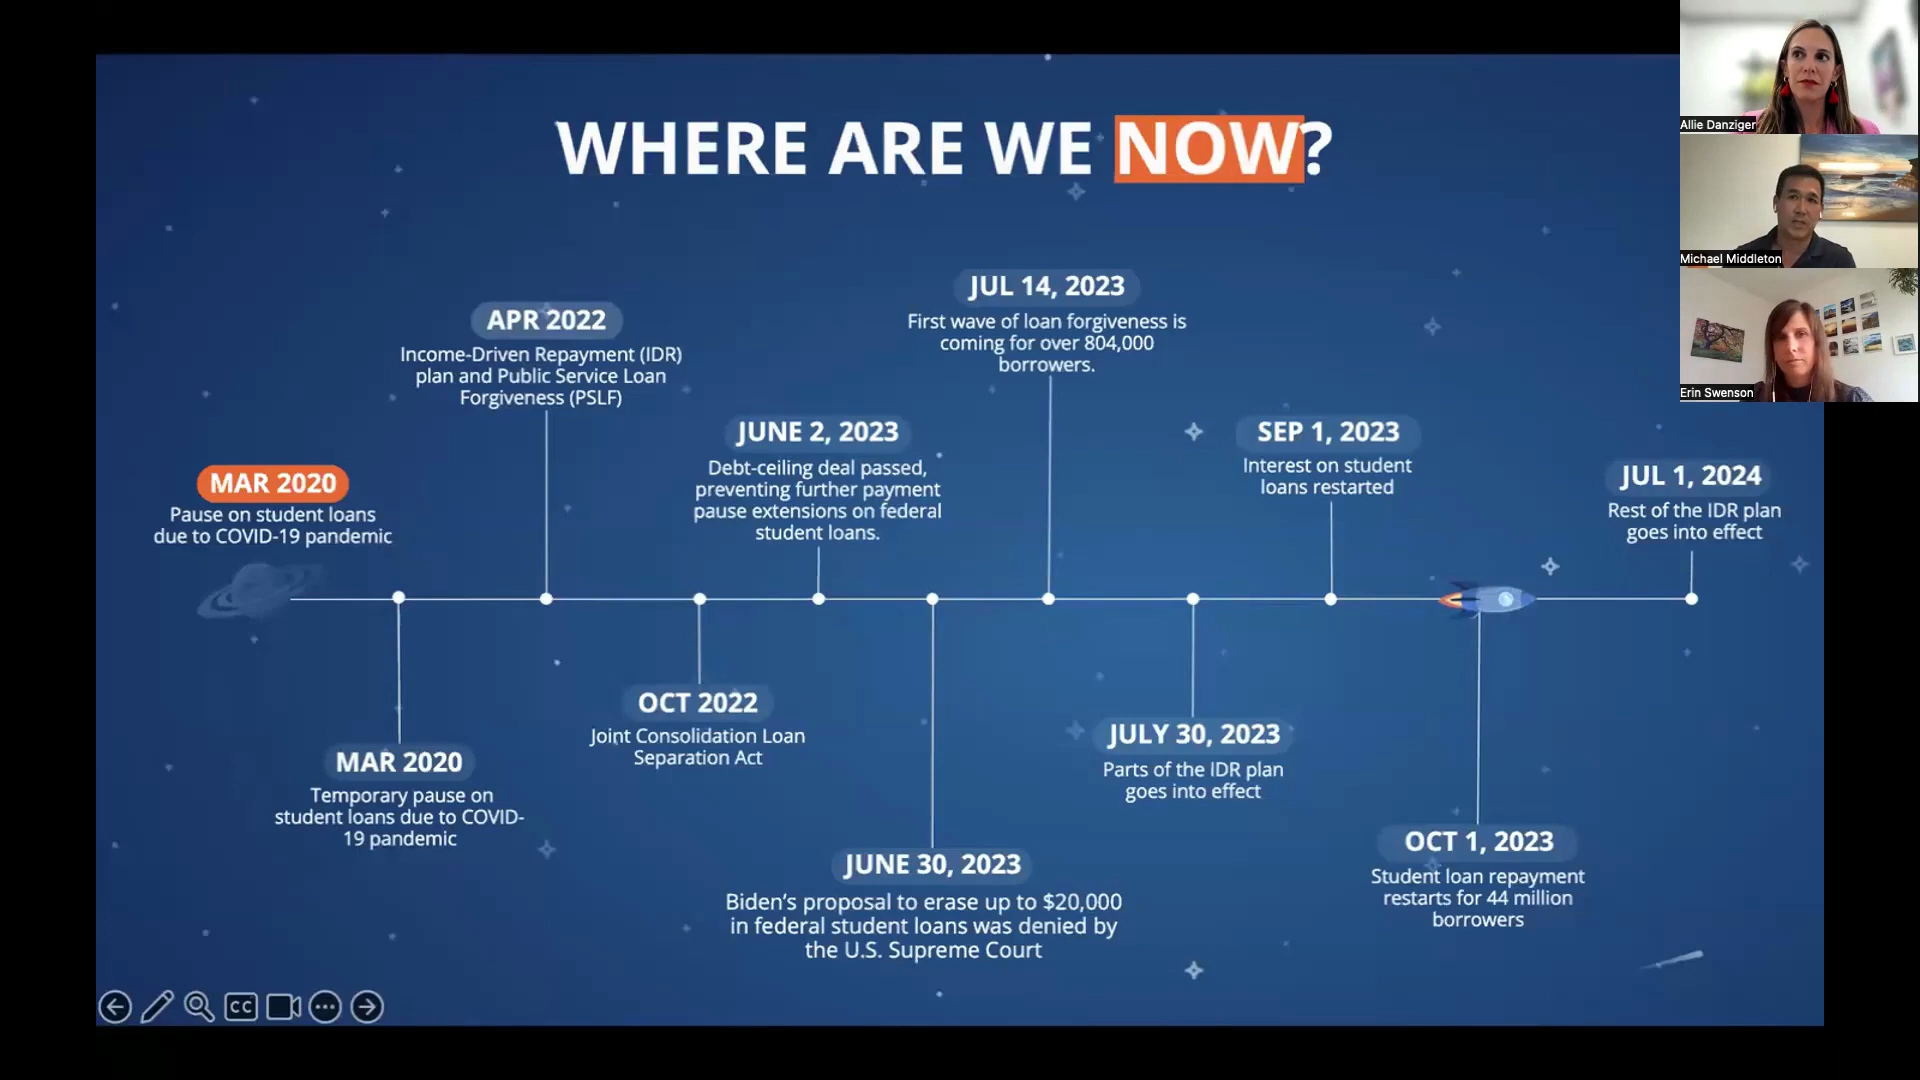 WHERE ARE WE NOW?
MAR 2020
Pause on student loans
due to COVID-19 pandemic
MAR 2020
Temporary pause on
student loans due to COVID-
19 pandemic
APR 2022
Income-Driven Repayment (IDR)
plan and Public Service Loan
Forgiveness (PSLF)
OCT 2022
Joint Consolidation Loan
Separation Act
JUNE 2, 2023
Debt-ceiling deal passed,
preventing further payment
pause extensions on federal
student loans.
JUNE 30, 2023
Biden’s proposal to erase up to $20,000
in federal student loans was denied by
the U.S. Supreme Court
JUL 14, 2023
First wave of loan forgiveness is
coming for over 804,000
borrowers.
JULY 30, 2023
Parts of the IDR plan
goes into effect
SEP 1, 2023
Interest on student
loans restarted
OCT 1, 2023
Student loan repayment
restarts for 44 million
borrowers
JUL 1, 2024
Rest of the IDR plan
goes into effect
Allie Danziger
Michael Middleton
Erin Swenson
CC